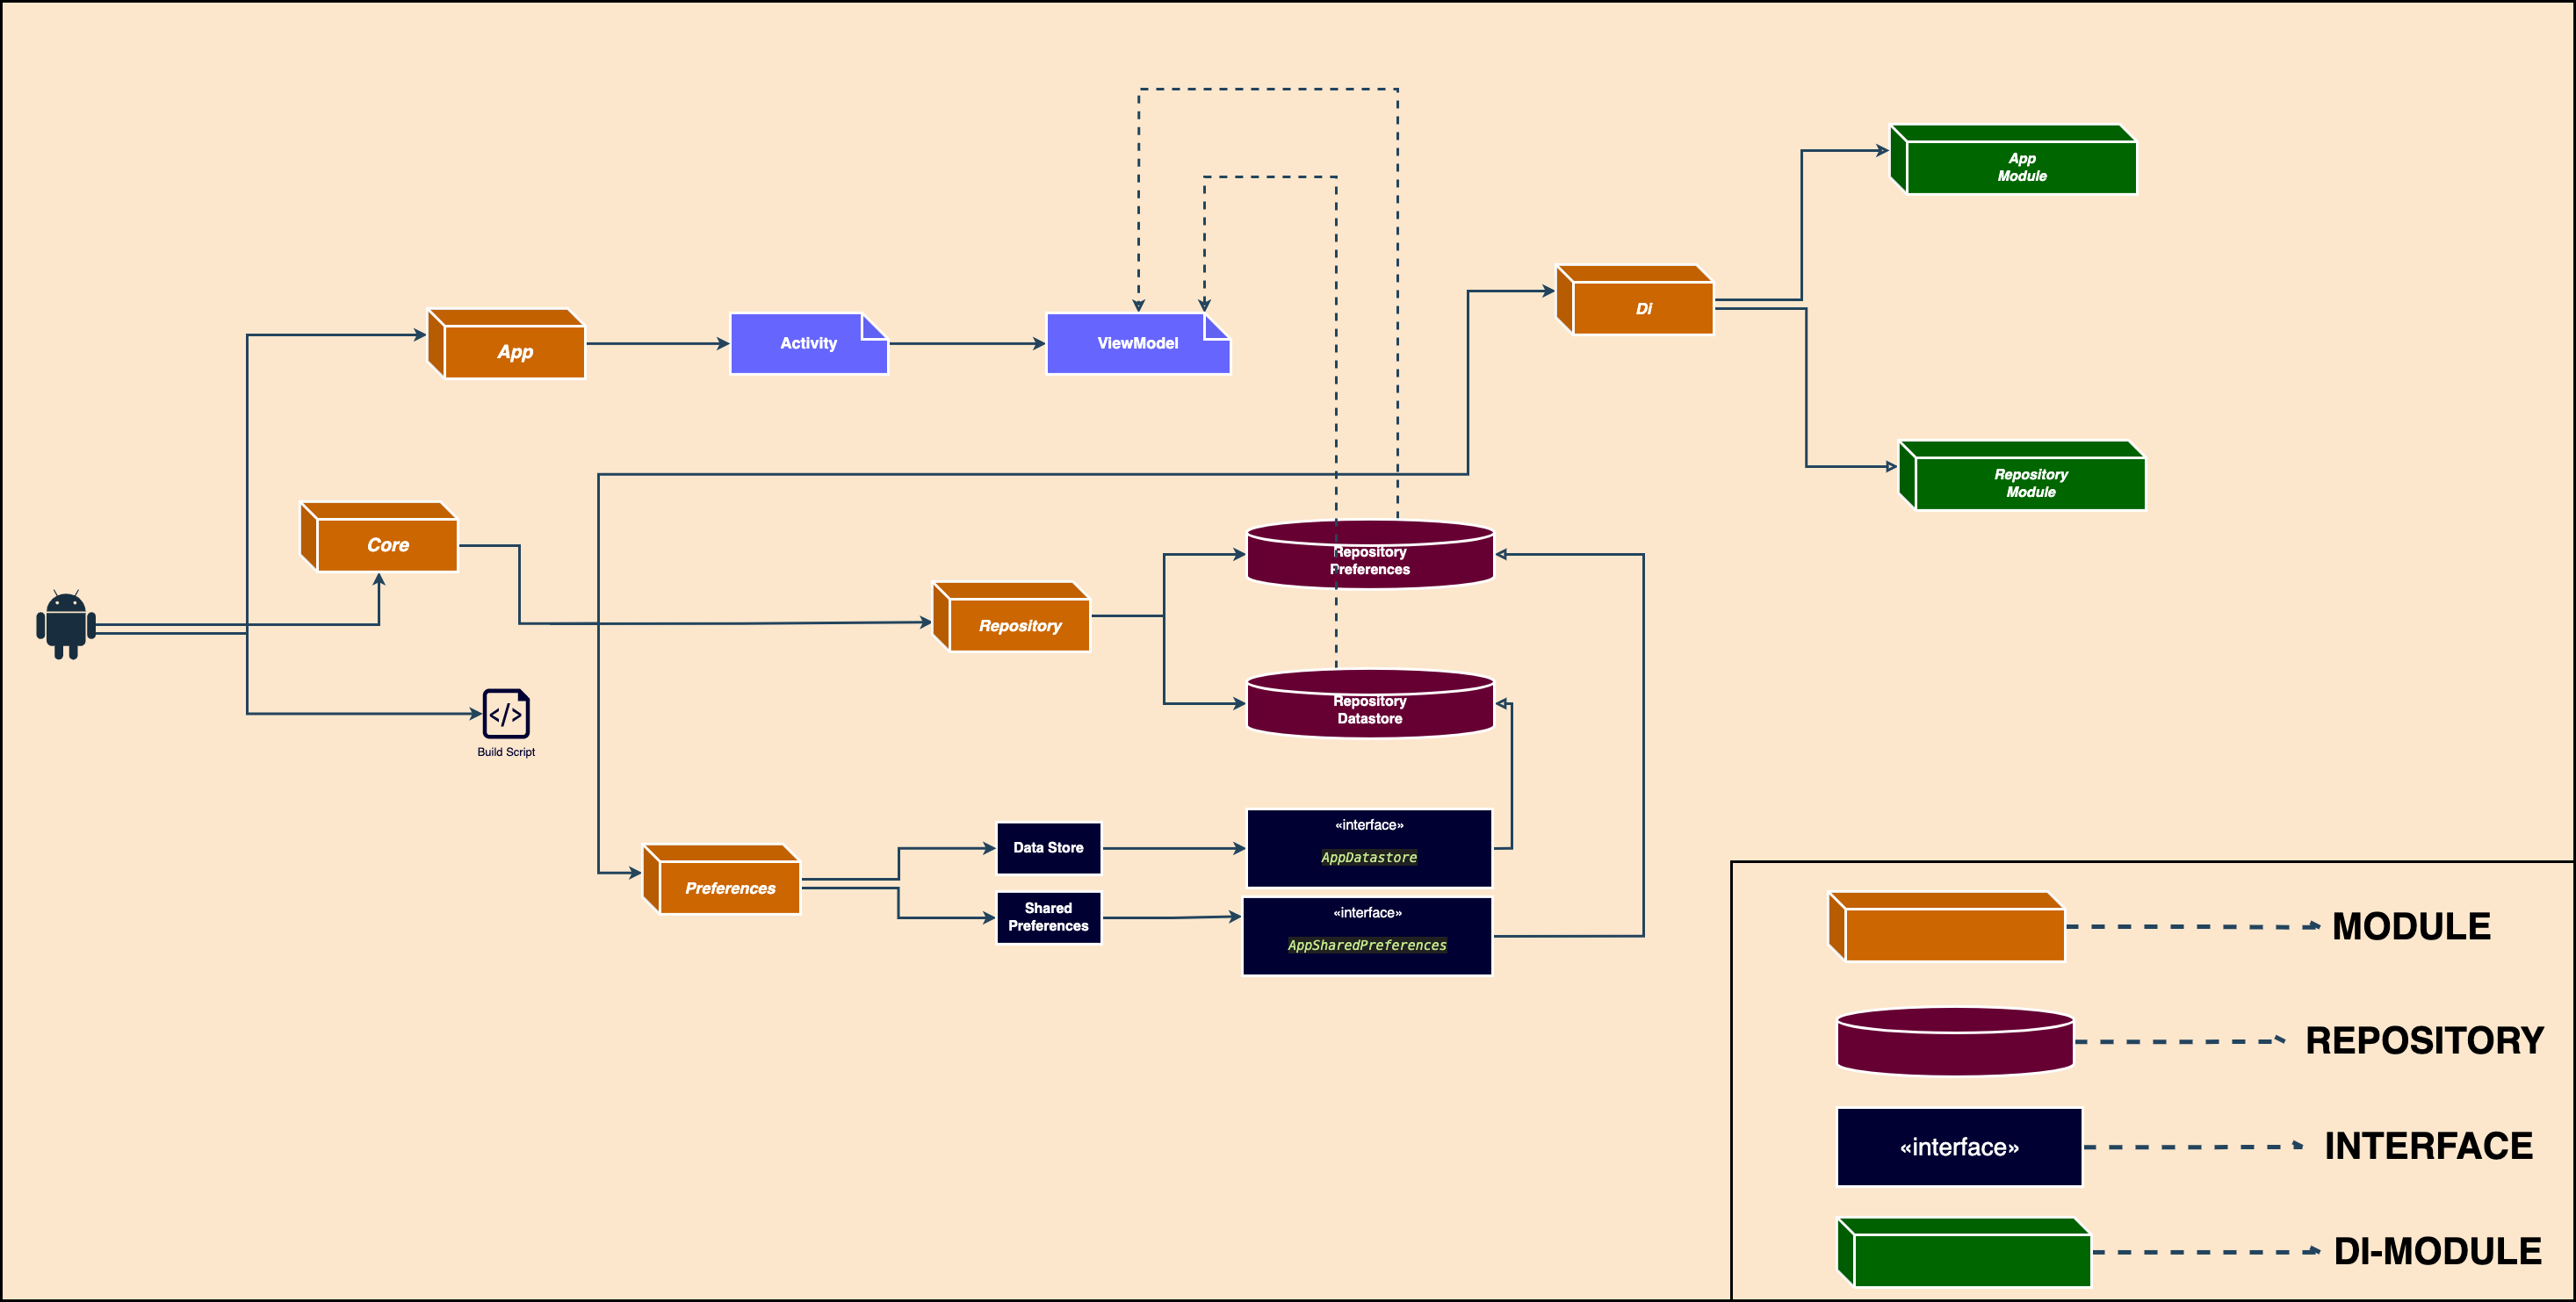 App
Module
Di
App
Activity
ViewModel
Repository
Module
Core
Repository
Preferences
Repository
Repository
Datastore
</>
Build Script
«interface»
AppDatastore
Data Store
Preferences
Shared
Preferences
«interface»
AppSharedPreferences
MODULE
REPOSITORY
«interface»
INTERFACE
DI-MODULE